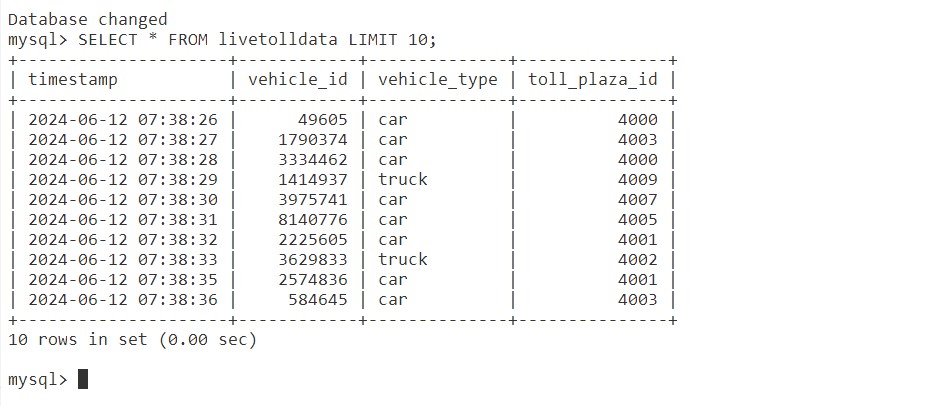 Database changed
mysql> SELECT * FROM livetolldata LIMIT 10;
+---------------------+------------+--------------+---------------+
| timestamp           | vehicle_id | vehicle_type | toll_plaza_id |
+---------------------+------------+--------------+---------------+
| 2024-06-12 07:38:26 |      49605 | car          |          4000 |
| 2024-06-12 07:38:27 |    1790374 | car          |          4003 |
| 2024-06-12 07:38:28 |    3334462 | car          |          4000 |
| 2024-06-12 07:38:29 |    1414937 | truck        |          4009 |
| 2024-06-12 07:38:30 |    3975741 | car          |          4007 |
| 2024-06-12 07:38:31 |    8140776 | car          |          4005 |
| 2024-06-12 07:38:32 |    2225605 | car          |          4001 |
| 2024-06-12 07:38:33 |    3629833 | truck        |          4002 |
| 2024-06-12 07:38:35 |    2574836 | car          |          4001 |
| 2024-06-12 07:38:36 |     584645 | car          |          4003 |
+---------------------+------------+--------------+---------------+
10 rows in set (0.00 sec)
mysql>